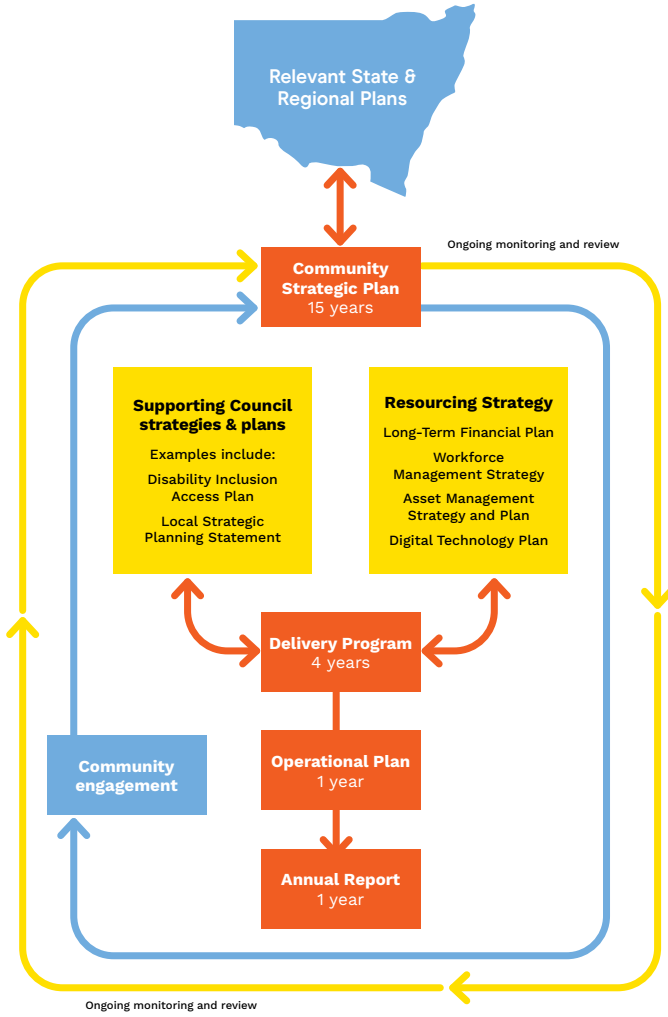 Relevant State &
Regional Plans
Ongoing monitoring and review
Community
Strategic Plan
15 years
Supporting Council
strategies & plans
Examples include:
Disability Inclusion
Access Plan
Local Strategic
Planning Statement
Resourcing Strategy
Long-Term Financial Plan
Workforce
Management Strategy
Asset Management
Strategy and Plan
Digital Technology Plan
Delivery Program
4 years
Community
engagement
Operational Plan
1 year
Annual Report
1 year
Ongoing monitoring and review